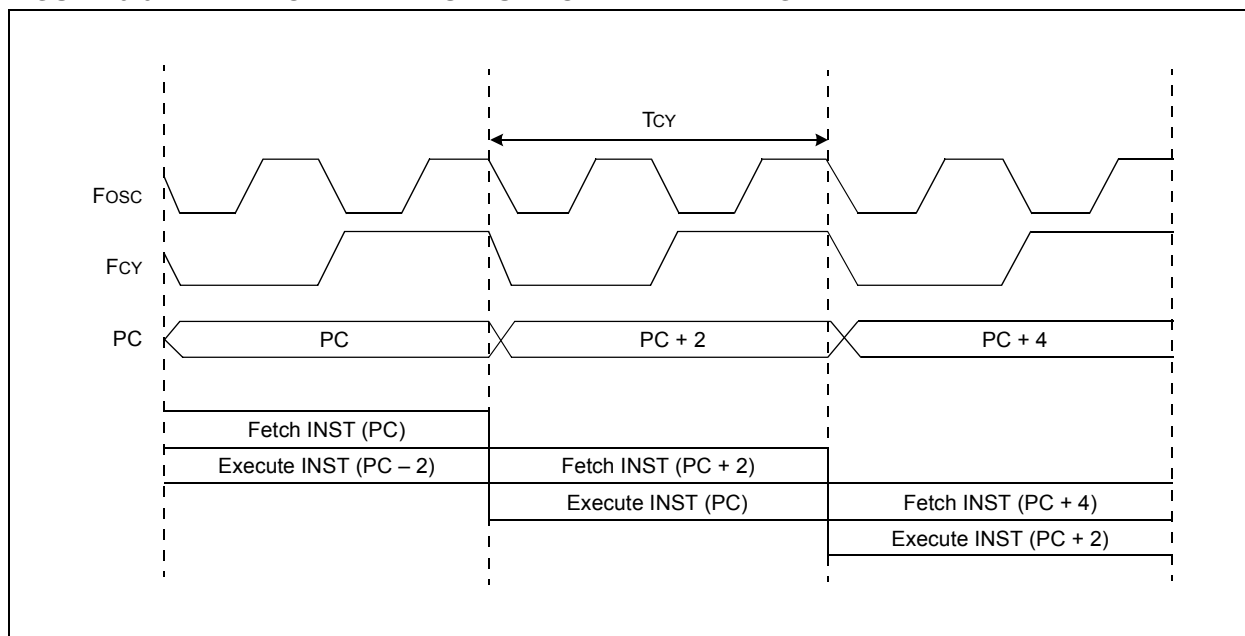 TCY
FOSC
FCY
PC PC PC + 2 PC + 4
Fetch INST (PC)
Execute INST (PC – 2) Fetch INST (PC + 2)
Execute INST (PC) Fetch INST (PC + 4)
Execute INST (PC + 2)